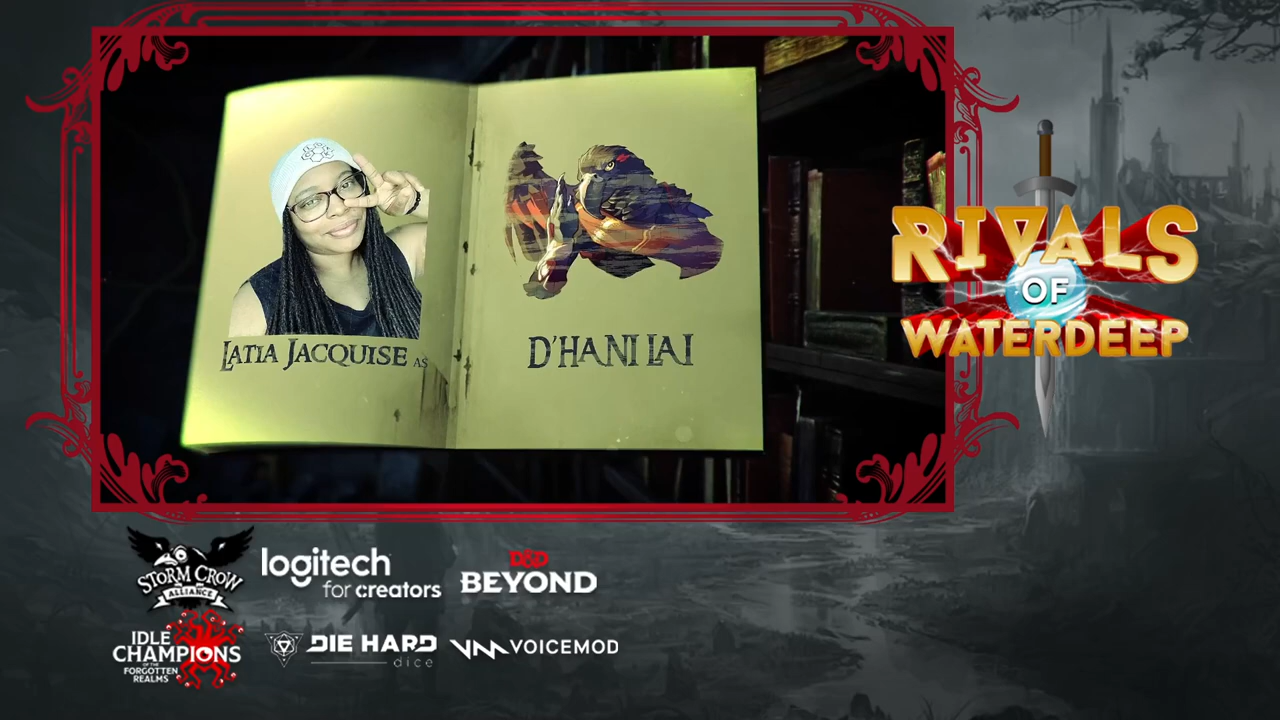 LATIA JACQUISE AS
D'HANI LAI
RIVALS
OF
WATERDEEP
STORM CROW
ALLIANCE
logitech
for creators
D&D
BEYOND
IDLE
CHAMPIONS
OF THE
FORGOTTEN
REALMS
DIE HARD
dice
VOICEMOD